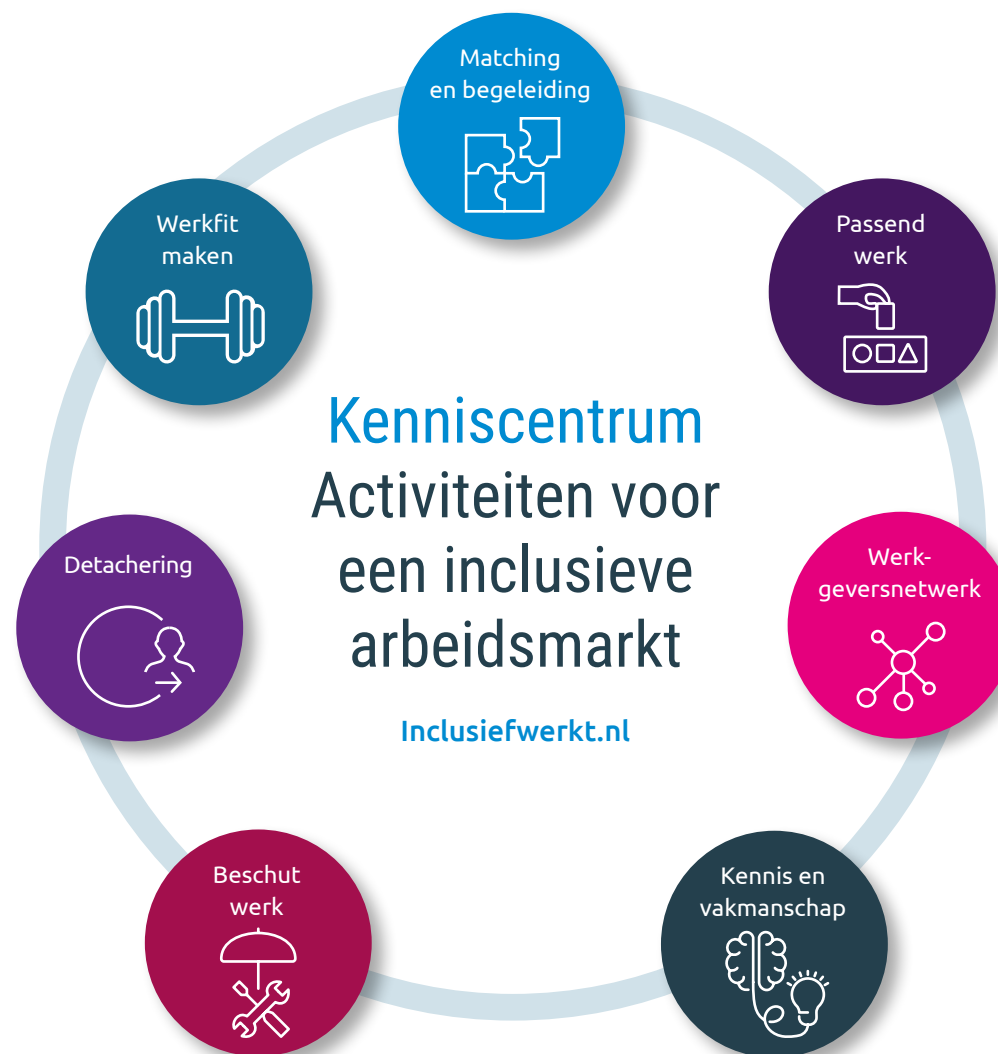 Matching
en begeleiding
Werkfit
maken
Passend
werk
Kenniscentrum
Activiteiten voor
een inclusieve
arbeidsmarkt
Inclusiefwerkt.nl
Detachering
Werk-
geversnetwerk
Beschut
werk
Kennis en
vakmanschap